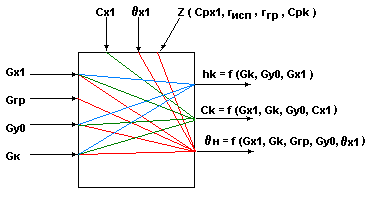 Cx1 θx1 Z ( Cpx1, rисп , rгр , Cpk )
Gx1
Gгр
Gy0
Gк
hk = f ( Gk, Gy0, Gx1 )
Ck = f ( Gx1, Gk, Gy0, Cx1 )
θн = f ( Gx1, Gk, Gгр, Gy0, θx1 )